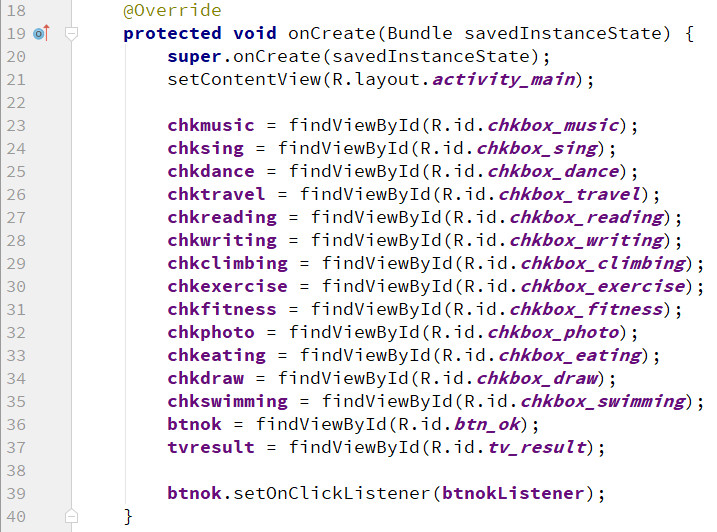 18 @Override
19 protected void onCreate(Bundle savedInstanceState) {
20 super.onCreate(savedInstanceState);
21 setContentView(R.layout.activity_main);
22
23 chkmusic = findViewById(R.id.chkbox_music);
24 chksing = findViewById(R.id.chkbox_sing);
25 chkdance = findViewById(R.id.chkbox_dance);
26 chktravel = findViewById(R.id.chkbox_travel);
27 chkreading = findViewById(R.id.chkbox_reading);
28 chkwriting = findViewById(R.id.chkbox_writing);
29 chkclimbing = findViewById(R.id.chkbox_climbing);
30 chkexercise = findViewById(R.id.chkbox_exercise);
31 chkfitness = findViewById(R.id.chkbox_fitness);
32 chkphoto = findViewById(R.id.chkbox_photo);
33 chkeating = findViewById(R.id.chkbox_eating);
34 chkdraw = findViewById(R.id.chkbox_draw);
35 chkswimming = findViewById(R.id.chkbox_swimming);
36 btnok = findViewById(R.id.btn_ok);
37 tvresult = findViewById(R.id.tv_result);
38
39 btnok.setOnClickListener(btnokListener);
40 }